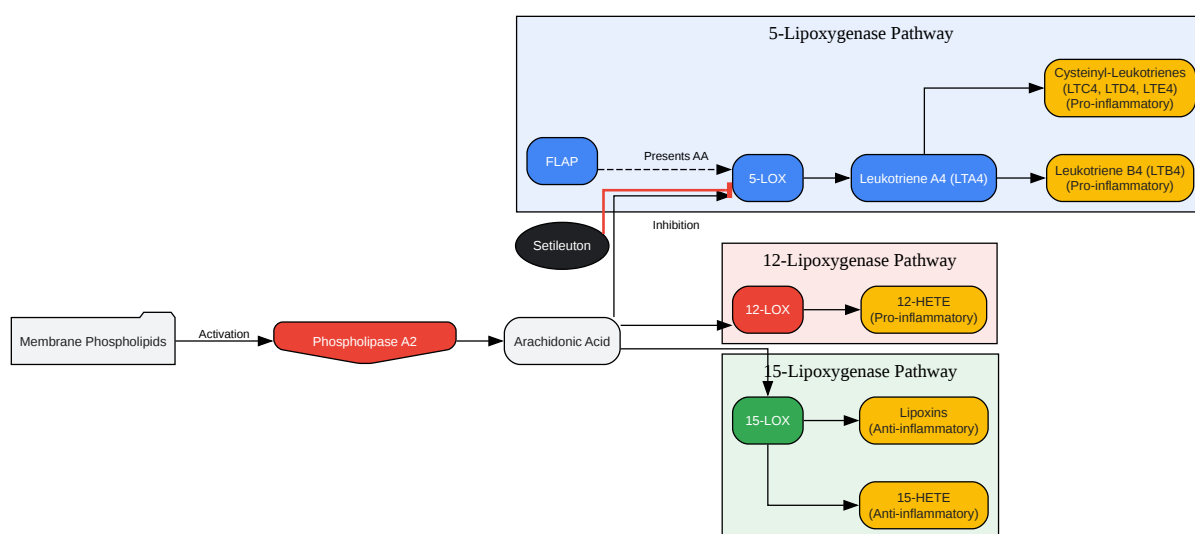 5-Lipoxygenase Pathway
Cysteinyl-Leukotrienes
(LTC4, LTD4, LTE4)
(Pro-inflammatory)
FLAP
Presents AA
5-LOX
Leukotriene A4 (LTA4)
Leukotriene B4 (LTB4)
(Pro-inflammatory)
Setileuton
Inhibition
12-Lipoxygenase Pathway
12-LOX
12-HETE
(Pro-inflammatory)
Membrane Phospholipids
Activation
Phospholipase A2
Arachidonic Acid
15-Lipoxygenase Pathway
15-LOX
Lipoxins
(Anti-inflammatory)
15-HETE
(Anti-inflammatory)